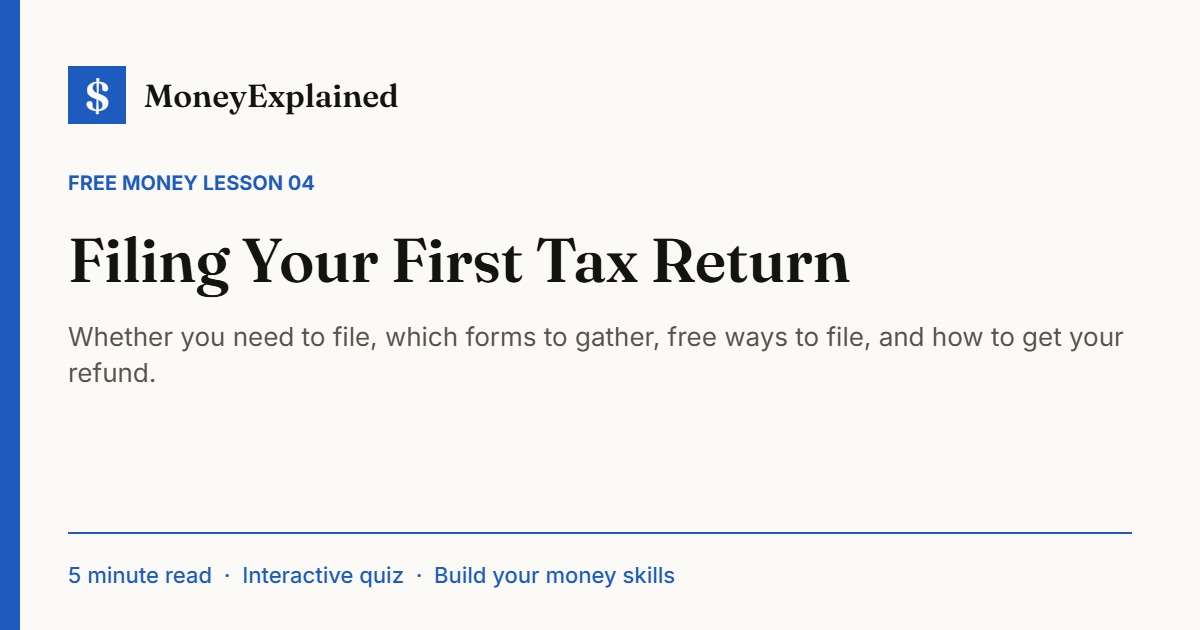 $ MoneyExplained
FREE MONEY LESSON 04
Filing Your First Tax Return
Whether you need to file, which forms to gather, free ways to file, and how to get your
refund.
5 minute read · Interactive quiz · Build your money skills